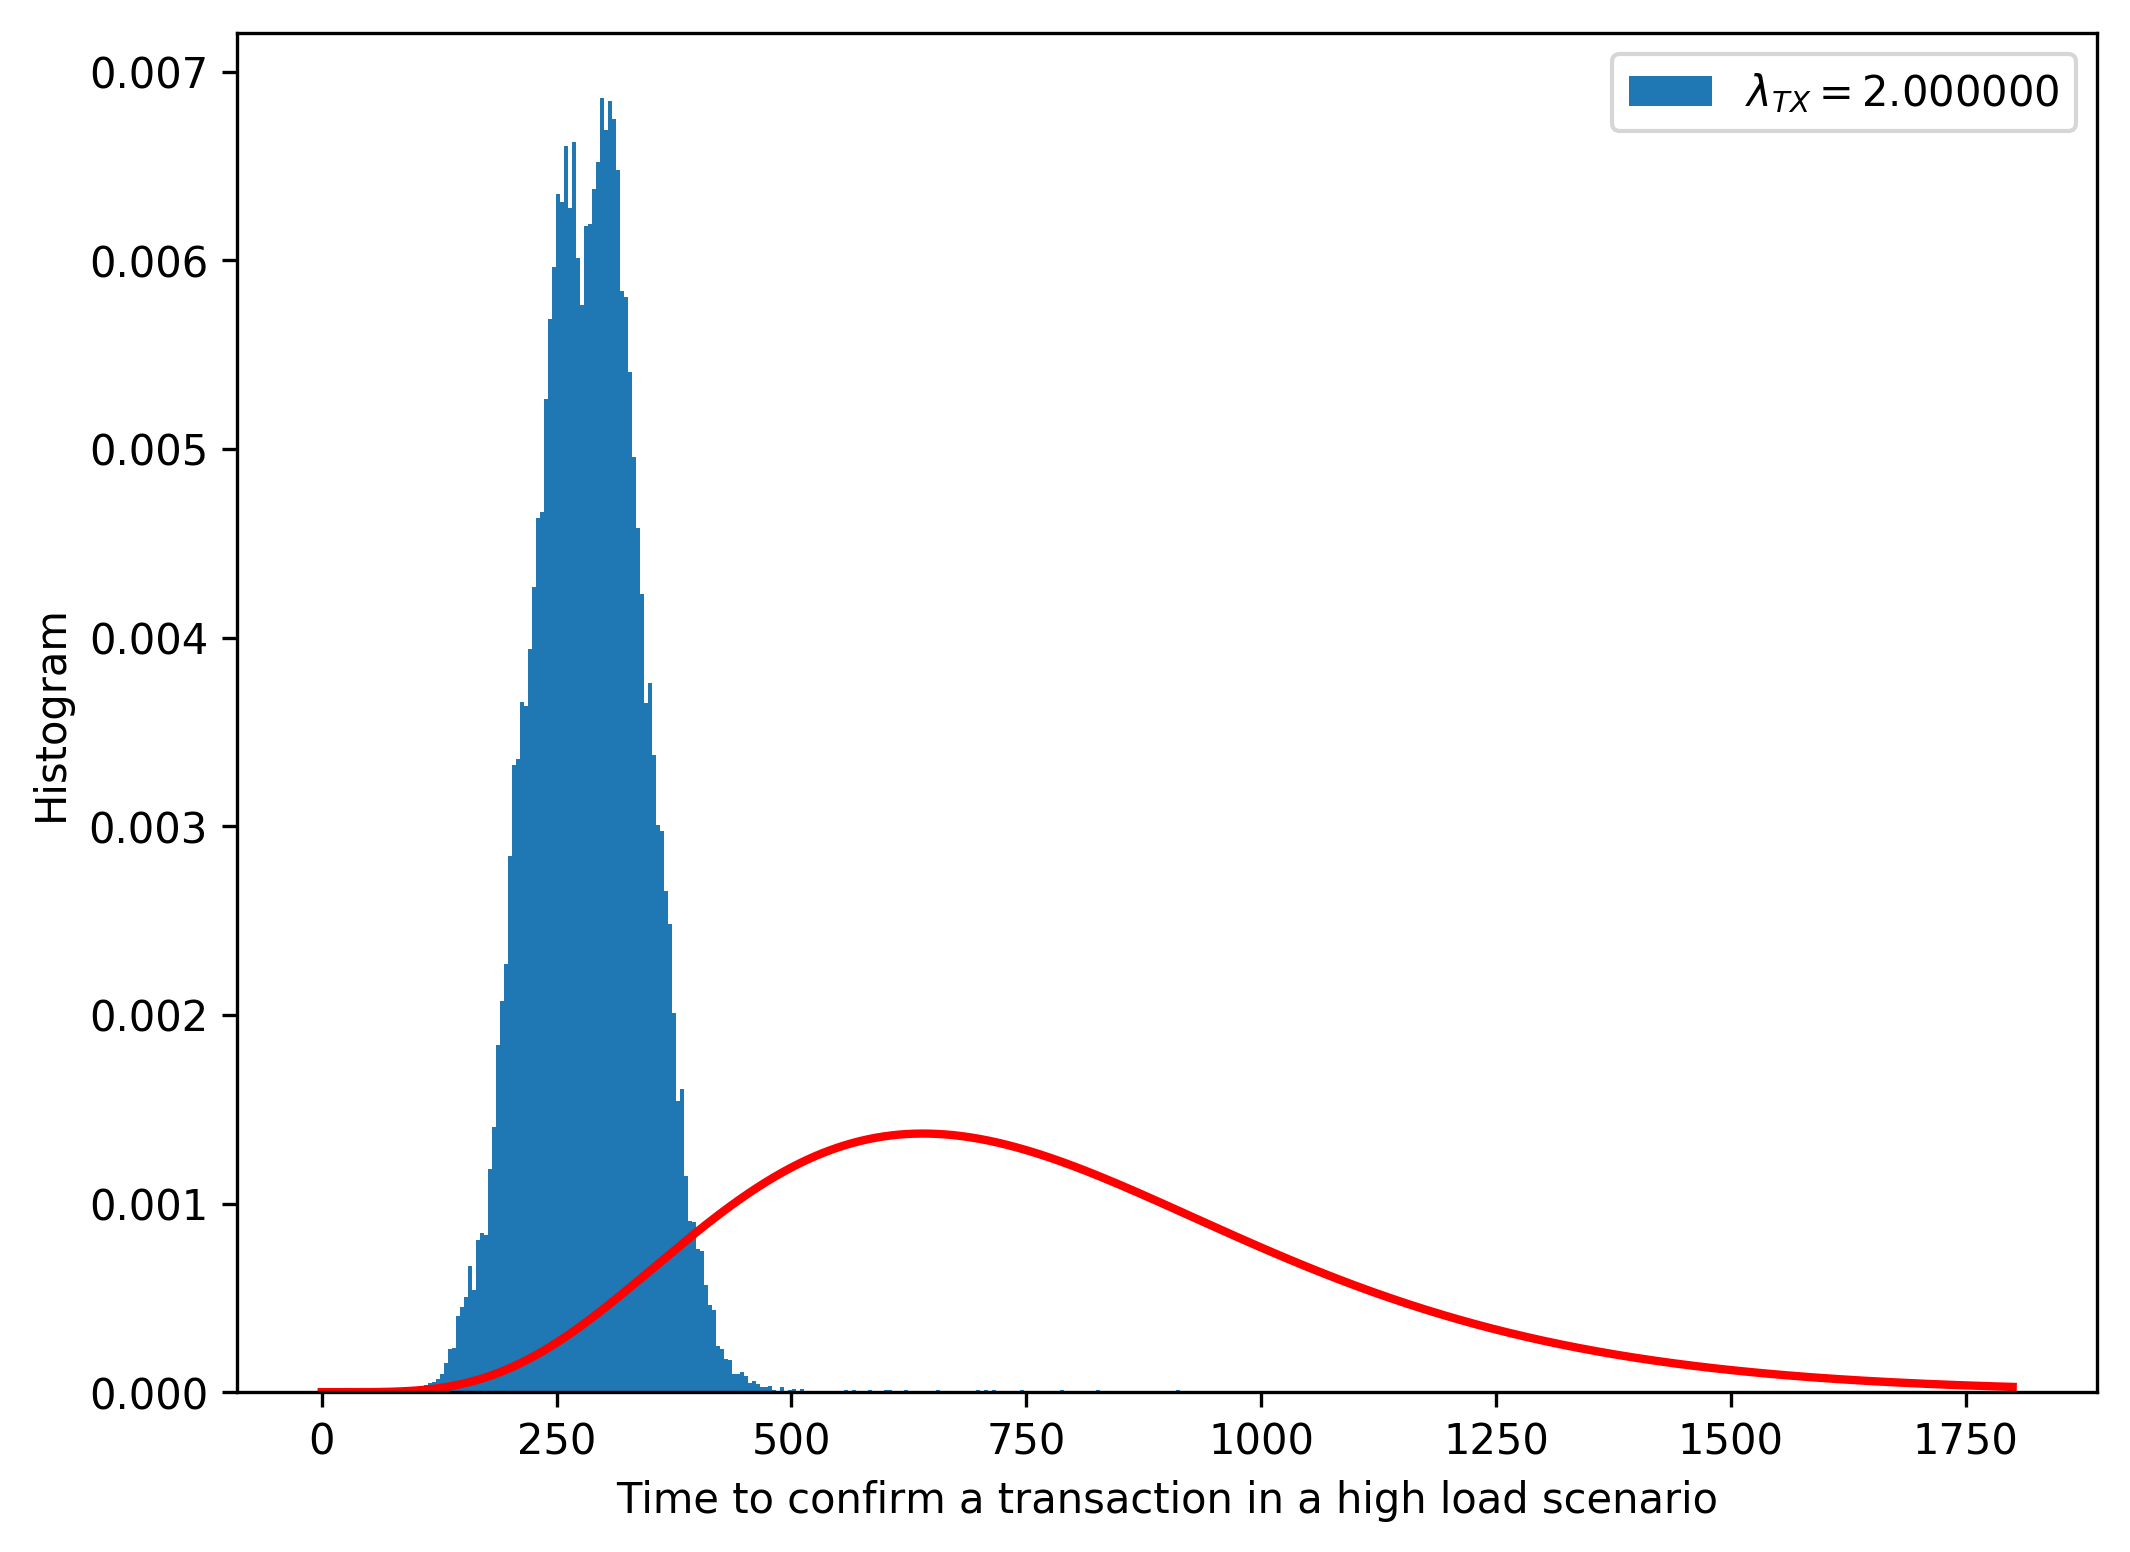 λTX = 2.000000
0.007
0.006
0.005
0.004
0.003
0.002
0.001
0.000
Histogram
0 250 500 750 1000 1250 1500 1750
Time to confirm a transaction in a high load scenario